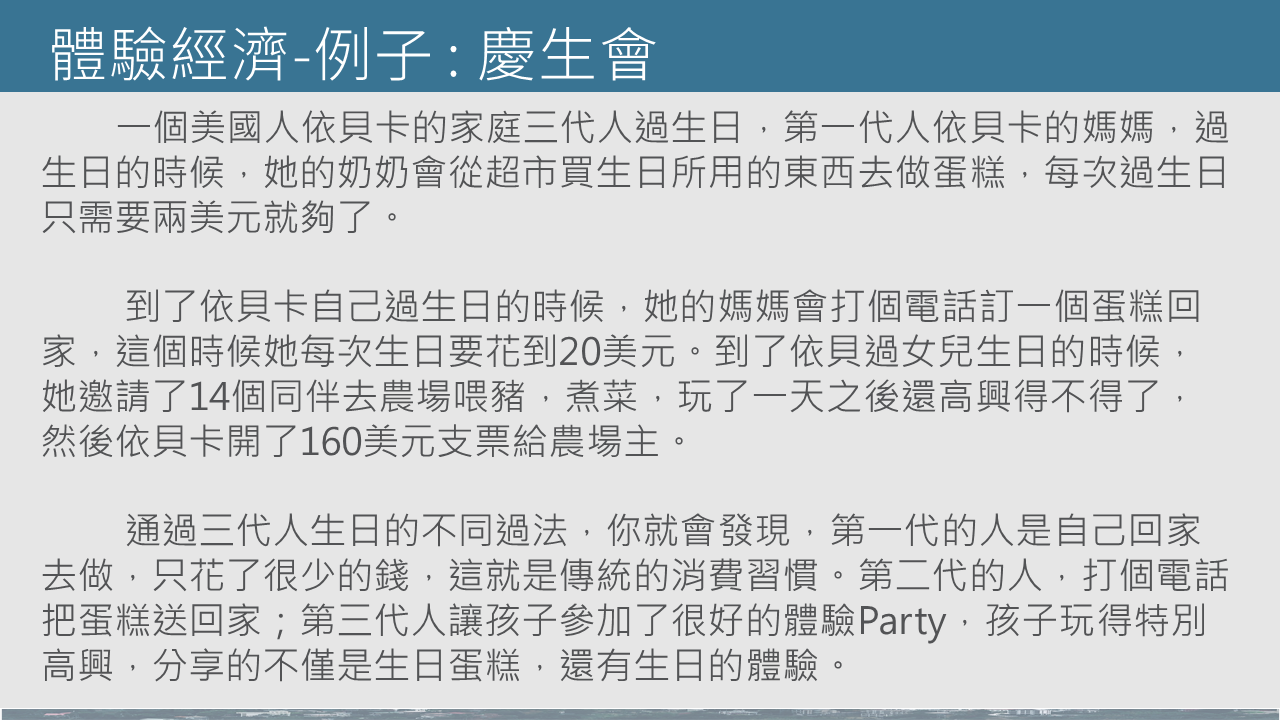 體驗經濟-例子 : 慶生會
一個美國人依貝卡的家庭三代人過生日，第一代人依貝卡的媽媽，過
生日的時候，她的奶奶會從超市買生日所用的東西去做蛋糕，每次過生日
只需要兩美元就夠了。
到了依貝卡自己過生日的時候，她的媽媽會打個電話訂一個蛋糕回
家，這個時候她每次生日要花到20美元。到了依貝過女兒生日的時候，
她邀請了14個同伴去農場喂豬，煮菜，玩了一天之後還高興得不得了，
然後依貝卡開了160美元支票給農場主。
通過三代人生日的不同過法，你就會發現，第一代的人是自己回家
去做，只花了很少的錢，這就是傳統的消費習慣。第二代的人，打個電話
把蛋糕送回家；第三代人讓孩子參加了很好的體驗Party，孩子玩得特別
高興，分享的不僅是生日蛋糕，還有生日的體驗。